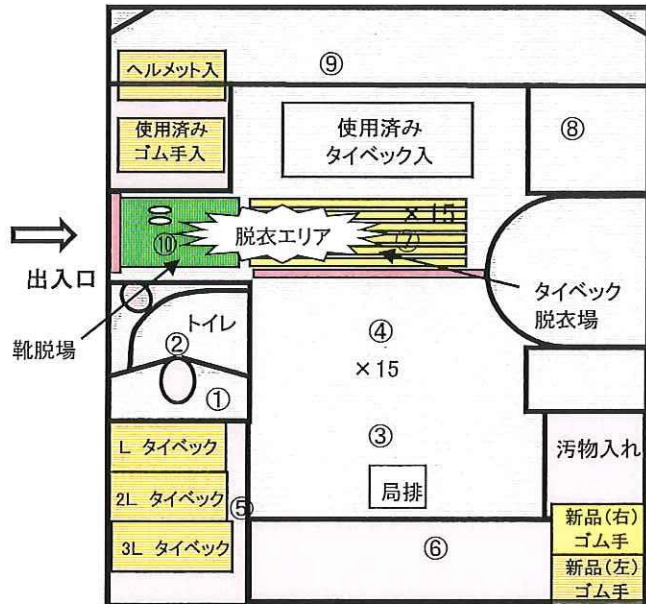 ⑨
ヘルメット入
使用済み
ゴム手入
使用済み
タイベック入
⑧
×15
⑩
脱衣エリア
⑦
出入口
タイベック
脱衣場
靴脱場
トイレ
②
①
④
×15
③
局排
L タイベック
2L タイベック
3L タイベック
⑤
⑥
汚物入れ
新品(右)
ゴム手
新品(左)
ゴム手